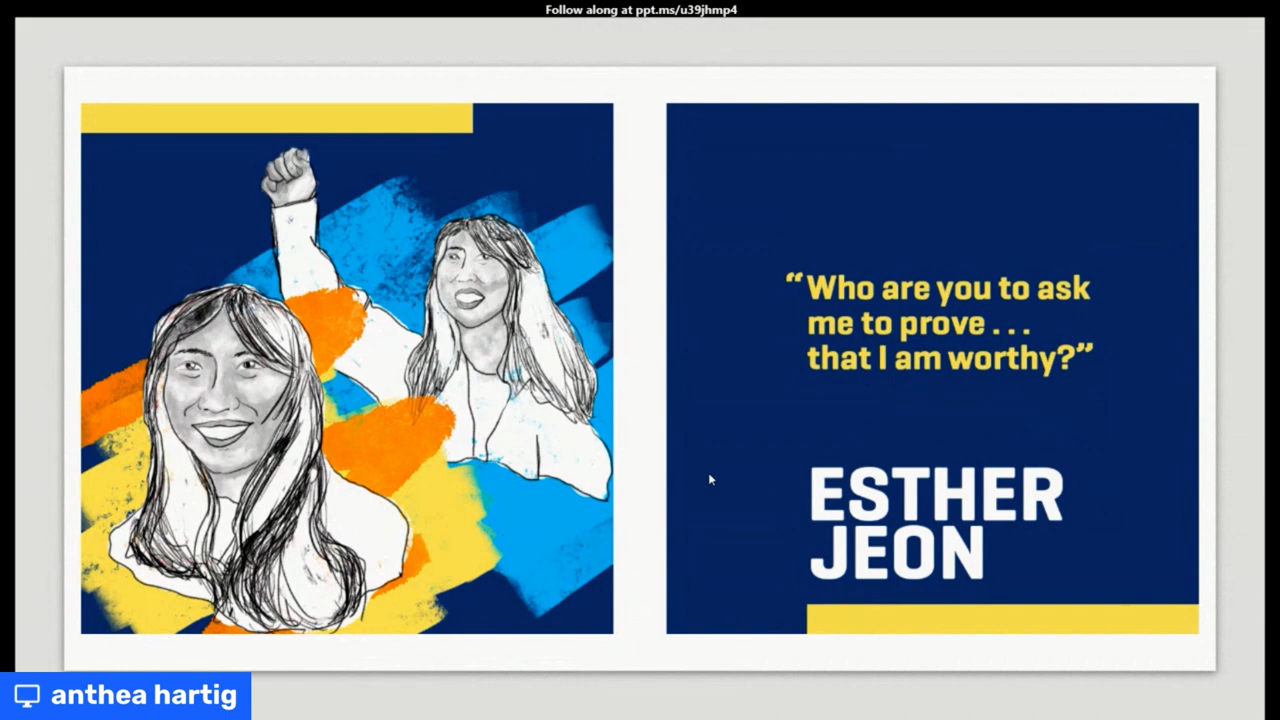 Follow along at ppt.ms/u39jhmp4
“Who are you to ask
me to prove . . .
that I am worthy?”
ESTHER
JEON
anthea hartig